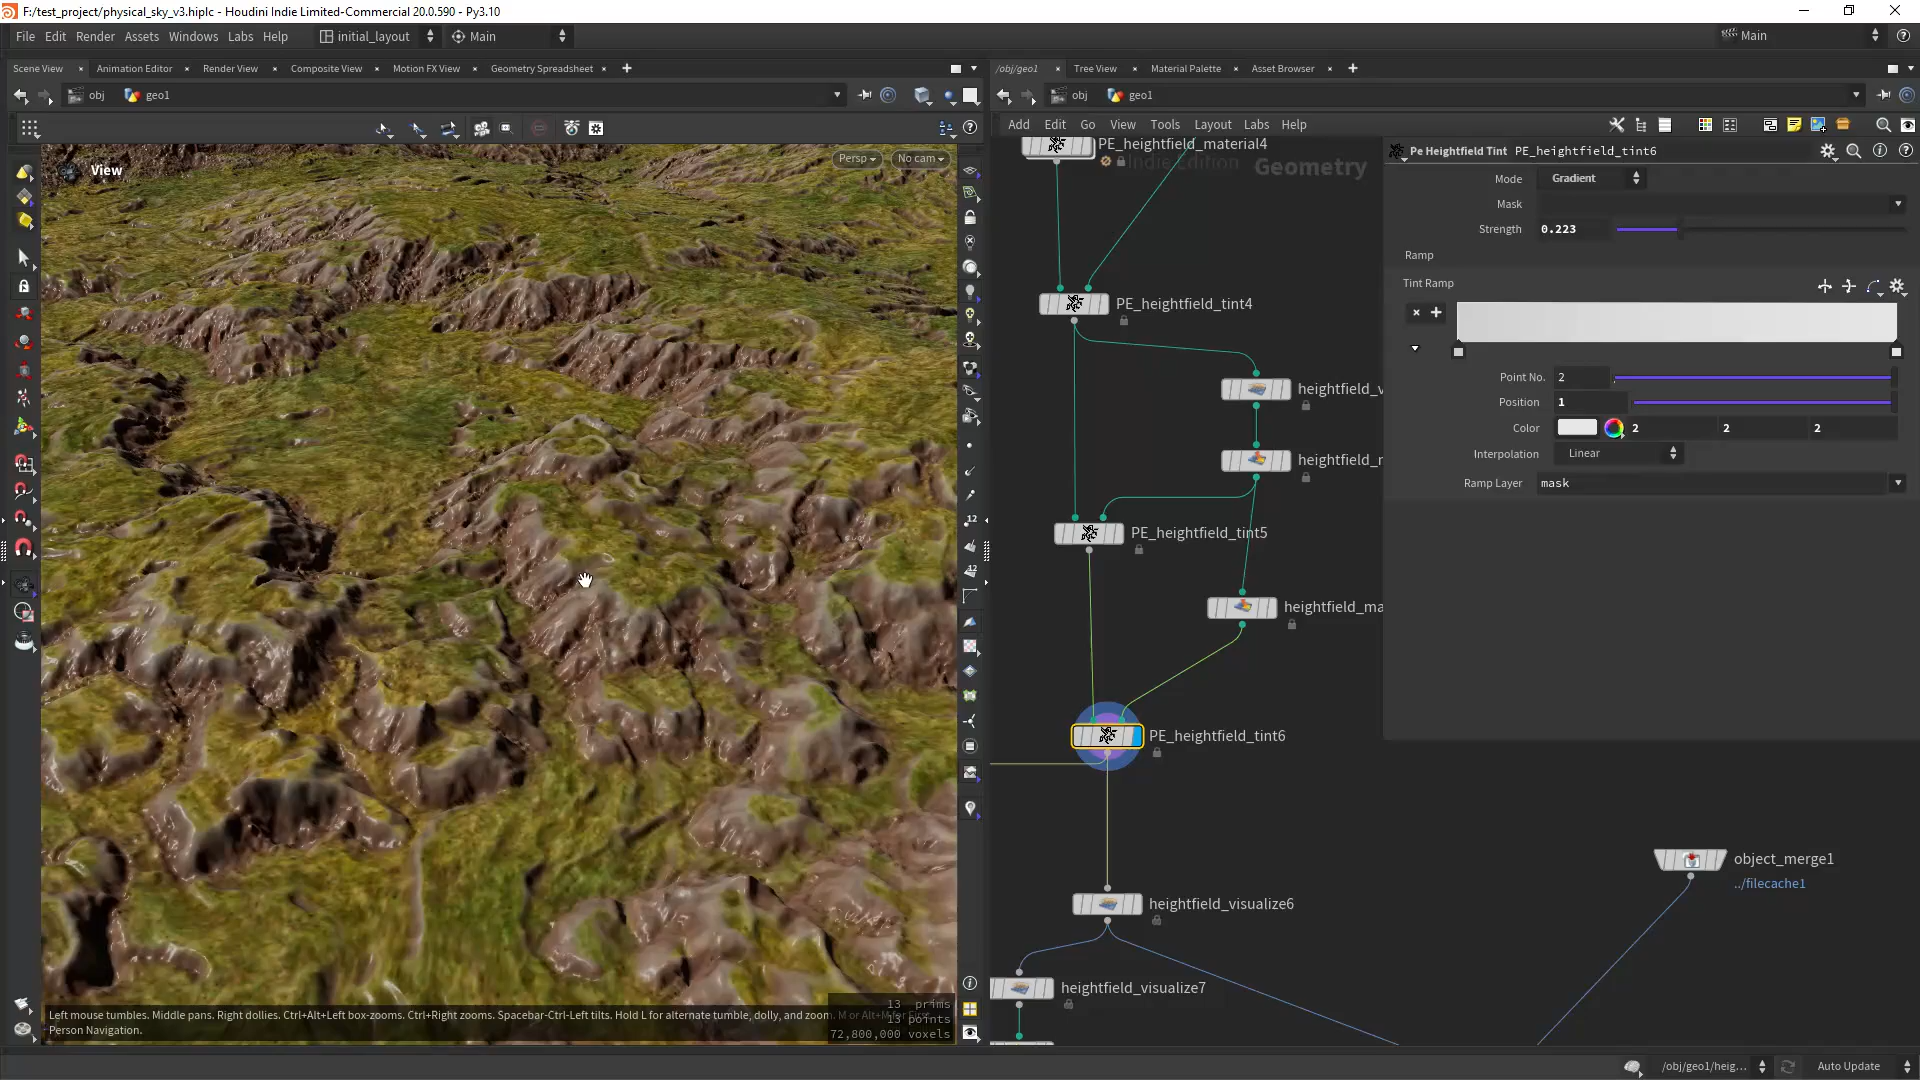 F:/test_project/physical_sky_v3.hiplc - Houdini Indie Limited-Commercial 20.0.590 - Py3.10
File Edit Render Assets Windows Labs Help initial_layout Main Main
Scene View Animation Editor Render View Composite View Motion FX View Geometry Spreadsheet
/obj/geo1 Tree View Material Palette Asset Browser
obj geo1
obj geo1
Add Edit Go View Tools Layout Labs Help
View
Persp No cam
PE_heightfield_material4
Indie Edition Geometry
PE_heightfield_tint4
heightfield_v
heightfield_r
PE_heightfield_tint5
heightfield_ma
PE_heightfield_tint6
heightfield_visualize6
heightfield_visualize7
object_merge1
../filecache1
Pe Heightfield Tint PE_heightfield_tint6
Mode Gradient
Mask
Strength 0.223
Ramp
Tint Ramp
Point No. 2
Position 1
Color 2 2 2
Interpolation Linear
Ramp Layer mask
12
12
13 prims
13 points
72,800,000 voxels
Left mouse tumbles. Middle pans. Right dollies. Ctrl+Alt+Left box-zooms. Ctrl+Right zooms. Spacebar-Ctrl-Left tilts. Hold L for alternate tumble, dolly, and zoom. M or Alt+M for First
Person Navigation.
/obj/geo1/heig... Auto Update